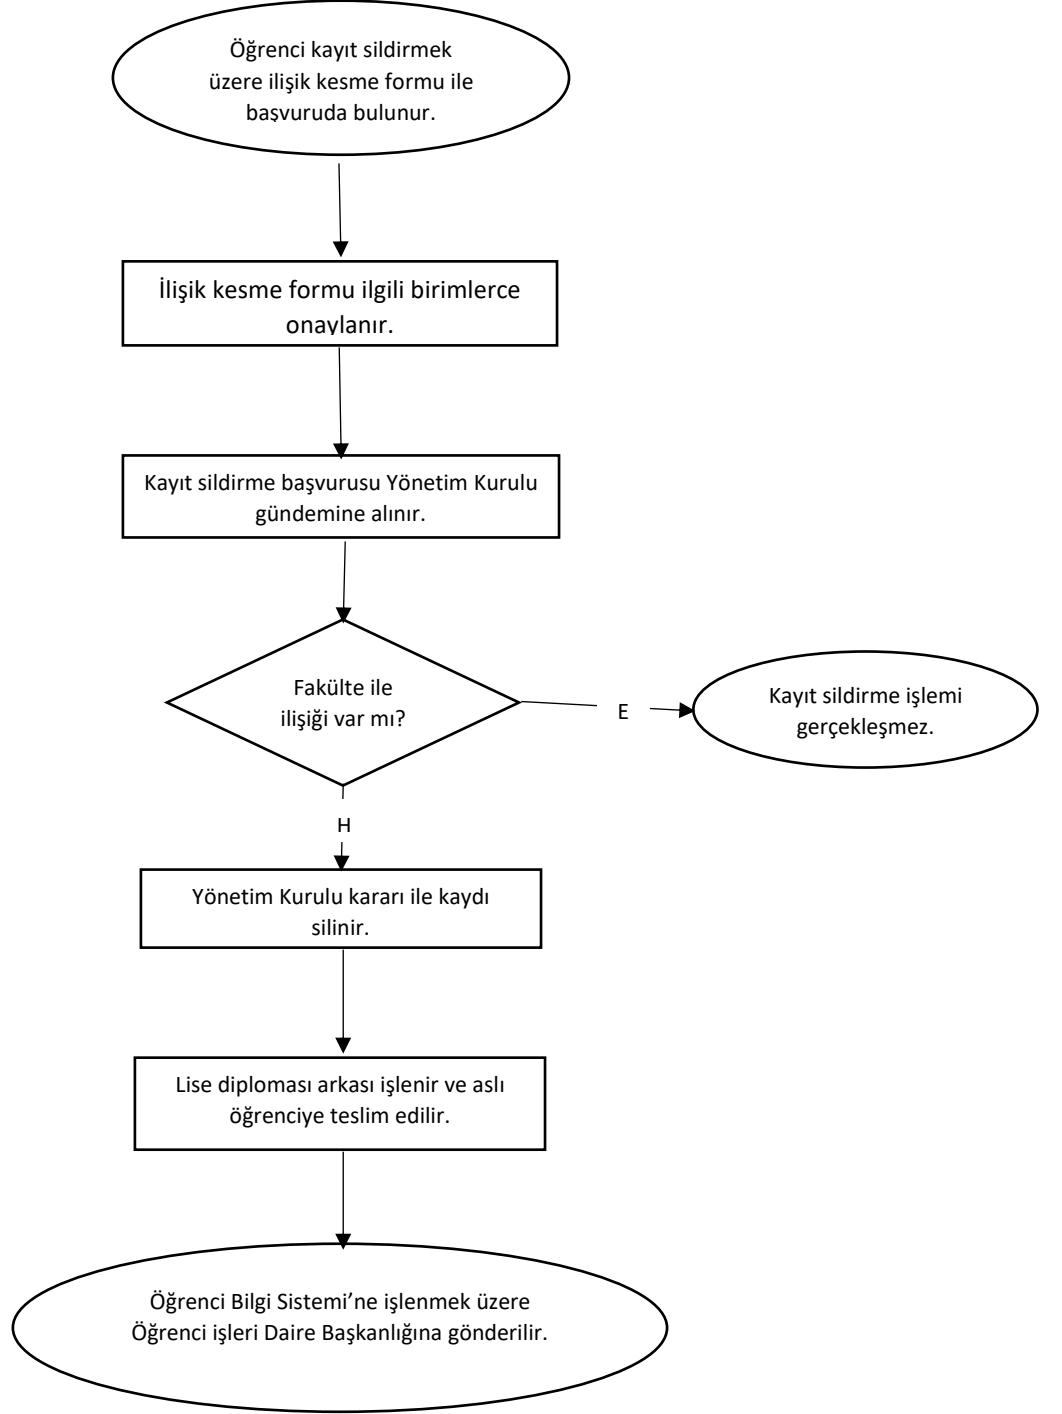 Öğrenci kayıt sildirmek
üzere ilişik kesme formu ile
başvuruda bulunur.
İlişik kesme formu ilgili birimlerce
onaylanır.
Kayıt sildirme başvurusu Yönetim Kurulu
gündemine alınır.
Fakülte ile
ilişiği var mı?
E
Kayıt sildirme işlemi
gerçekleşmez.
H
Yönetim Kurulu kararı ile kaydı
silinir.
Lise diploması arkası işlenir ve aslı
öğrenciye teslim edilir.
Öğrenci Bilgi Sistemi’ne işlenmek üzere
Öğrenci işleri Daire Başkanlığına gönderilir.